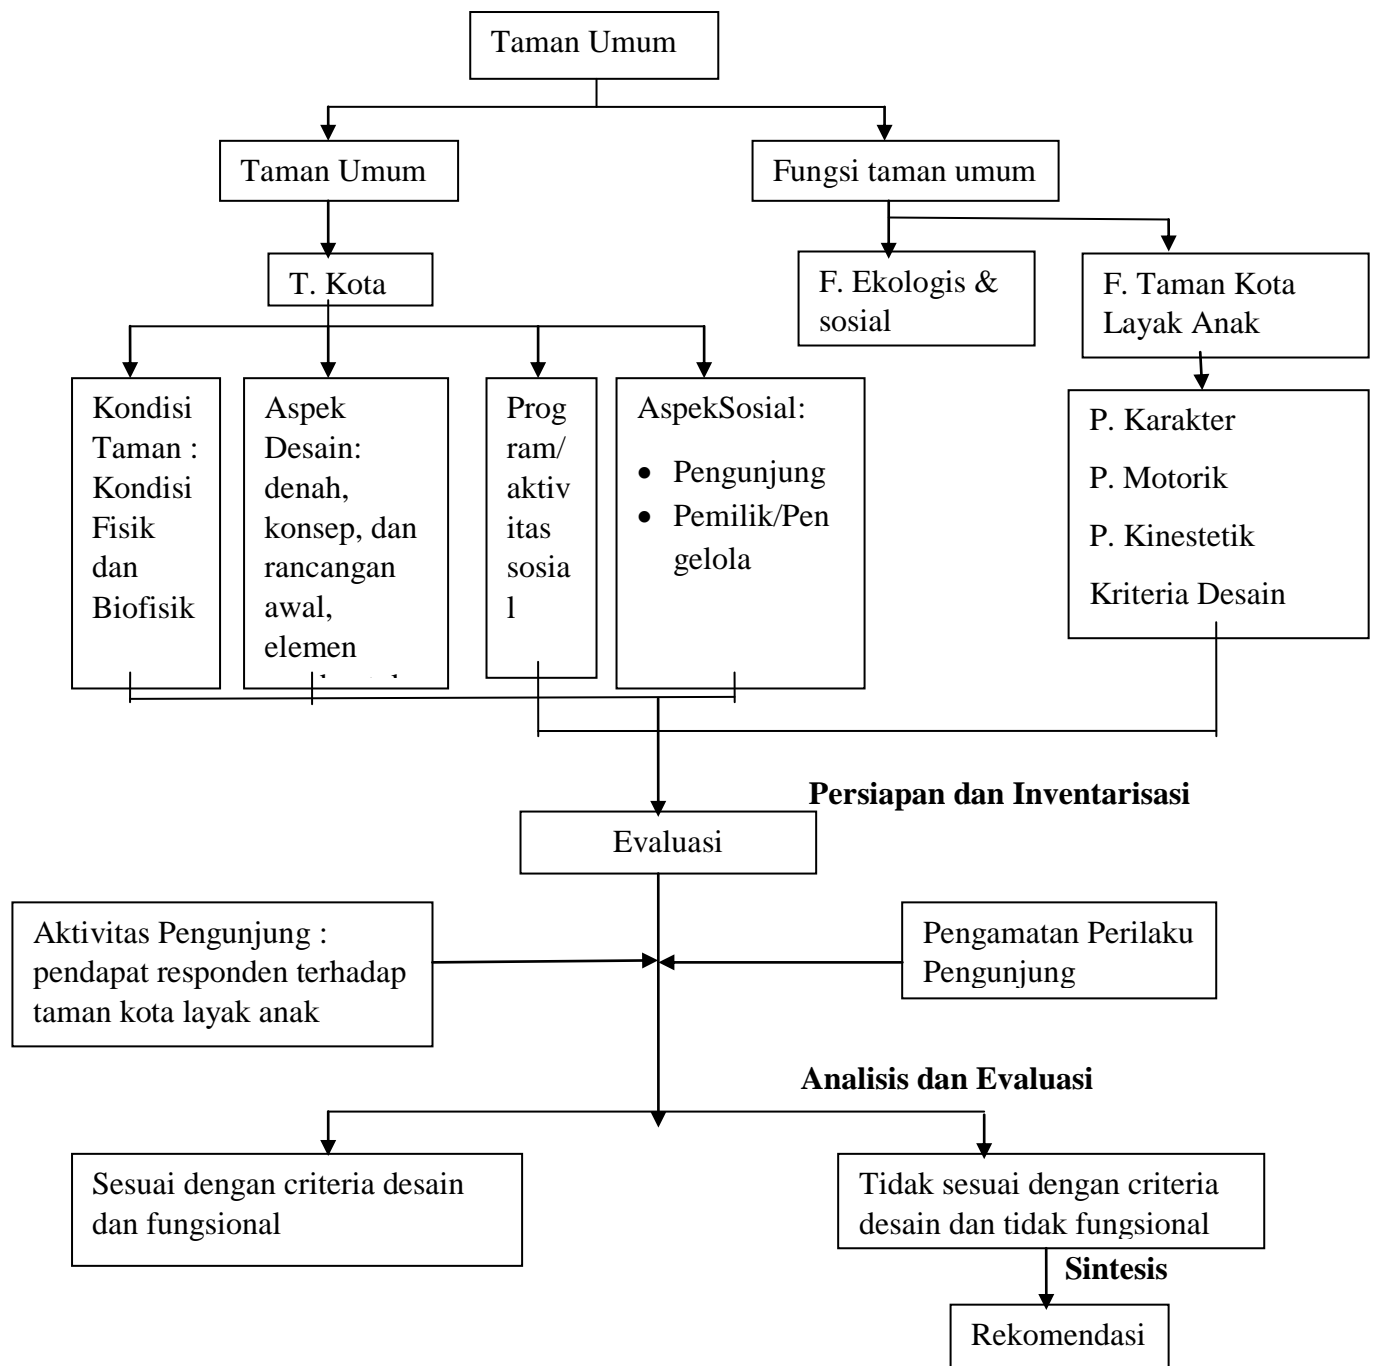 Taman Umum
Taman Umum
Fungsi taman umum
T. Kota
F. Ekologis &
sosial
F. Taman Kota
Layak Anak
Kondisi
Taman :
Kondisi
Fisik
dan
Biofisik
Aspek
Desain:
denah,
konsep, dan
rancangan
awal,
elemen
Prog
ram/
aktiv
itas
sosia
l
AspekSosial:
• Pengunjung
• Pemilik/Pen
gelola
P. Karakter
P. Motorik
P. Kinestetik
Kriteria Desain
Persiapan dan Inventarisasi
Evaluasi
Aktivitas Pengunjung :
pendapat responden terhadap
taman kota layak anak
Pengamatan Perilaku
Pengunjung
Analisis dan Evaluasi
Sesuai dengan criteria desain
dan fungsional
Tidak sesuai dengan criteria
desain dan tidak fungsional
Sintesis
Rekomendasi